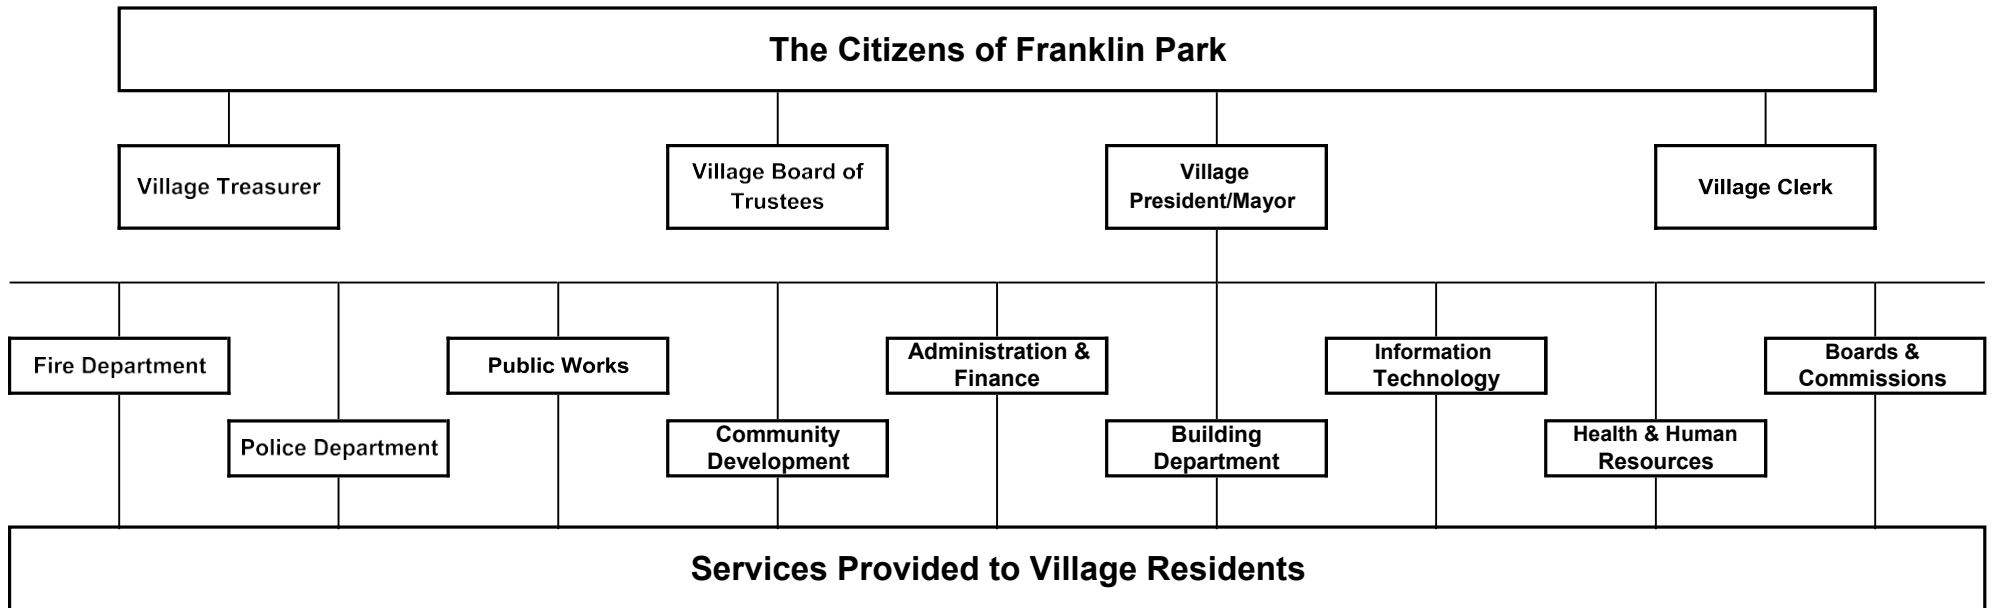 The Citizens of Franklin Park
Village Treasurer
Village Board of
Trustees
Village
President/Mayor
Village Clerk
Fire Department
Public Works
Administration &
Finance
Information
Technology
Boards &
Commissions
Police Department
Community
Development
Building
Department
Health & Human
Resources
Services Provided to Village Residents